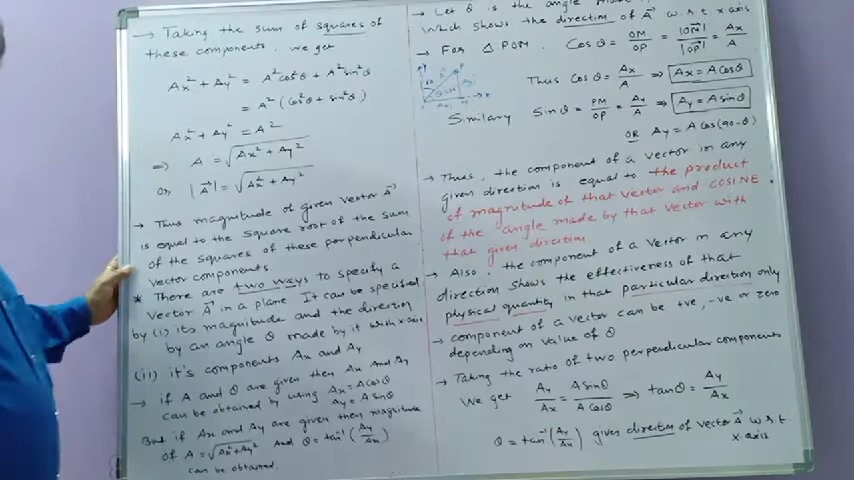 → Taking the sum of squares of
these components, we get
Ax² + Ay² = A²cos²θ + A²sin²θ
= A² (cos²θ + sin²θ)
Ax² + Ay² = A²
⇒ A = √(Ax² + Ay²)
or |A⃗| = √(Ax² + Ay²)
→ Thus magnitude of given vector A⃗
is equal to the square root of the sum
of the squares of these perpendicular
vector components.
* There are two ways to specify a
vector A⃗ in a plane It can be specified
by (i) its magnitude and the direction
by an angle θ made by it with x axis
(ii) it's components Ax and Ay
→ if A and θ are given then Ax and Ay
can be obtained by using Ax = A cosθ
Ay = A sinθ
But if Ax and Ay are given then magnitude
of A = √(Ax² + Ay²) and θ = tan⁻¹ (Ay/Ax)
can be obtained.
→ Let θ is the angle made
which shows the direction of A⃗ w.r.t x axis
→ For Δ POM, Cosθ = OM/OP = |OM⃗|/|OP⃗| = Ax/A
Thus Cosθ = Ax/A ⇒ Ax = A Cosθ
Similary Sinθ = PM/OP = Ay/A ⇒ Ay = A sinθ
OR Ay = A cos(90-θ)
→ Thus, the component of a vector in any
given direction is equal to the product
of magnitude of that vector and COSINE
of the angle made by that vector with
that given direction.
→ Also, the component of a vector in any
direction shows the effectiveness of that
physical quantity in that particular direction only
→ component of a vector can be +ve, -ve or zero
depending on value of θ
→ Taking the ratio of two perpendicular components
We get Ay/Ax = A sinθ/A cosθ ⇒ tanθ = Ay/Ax
θ = tan⁻¹ (Ay/Ax) gives direction of vector A⃗ w.r.t
x-axis